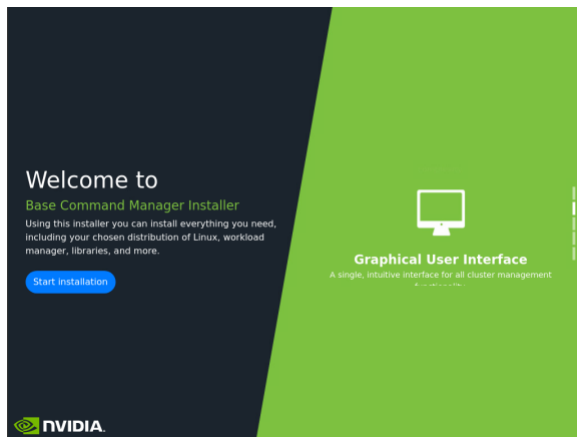 Welcome to
Base Command Manager Installer
Using this installer you can install everything you need,
including your chosen distribution of Linux, workload
manager, libraries, and more.
Start installation
Graphical User Interface
A single, intuitive interface for all cluster management
functionality.
NVIDIA.